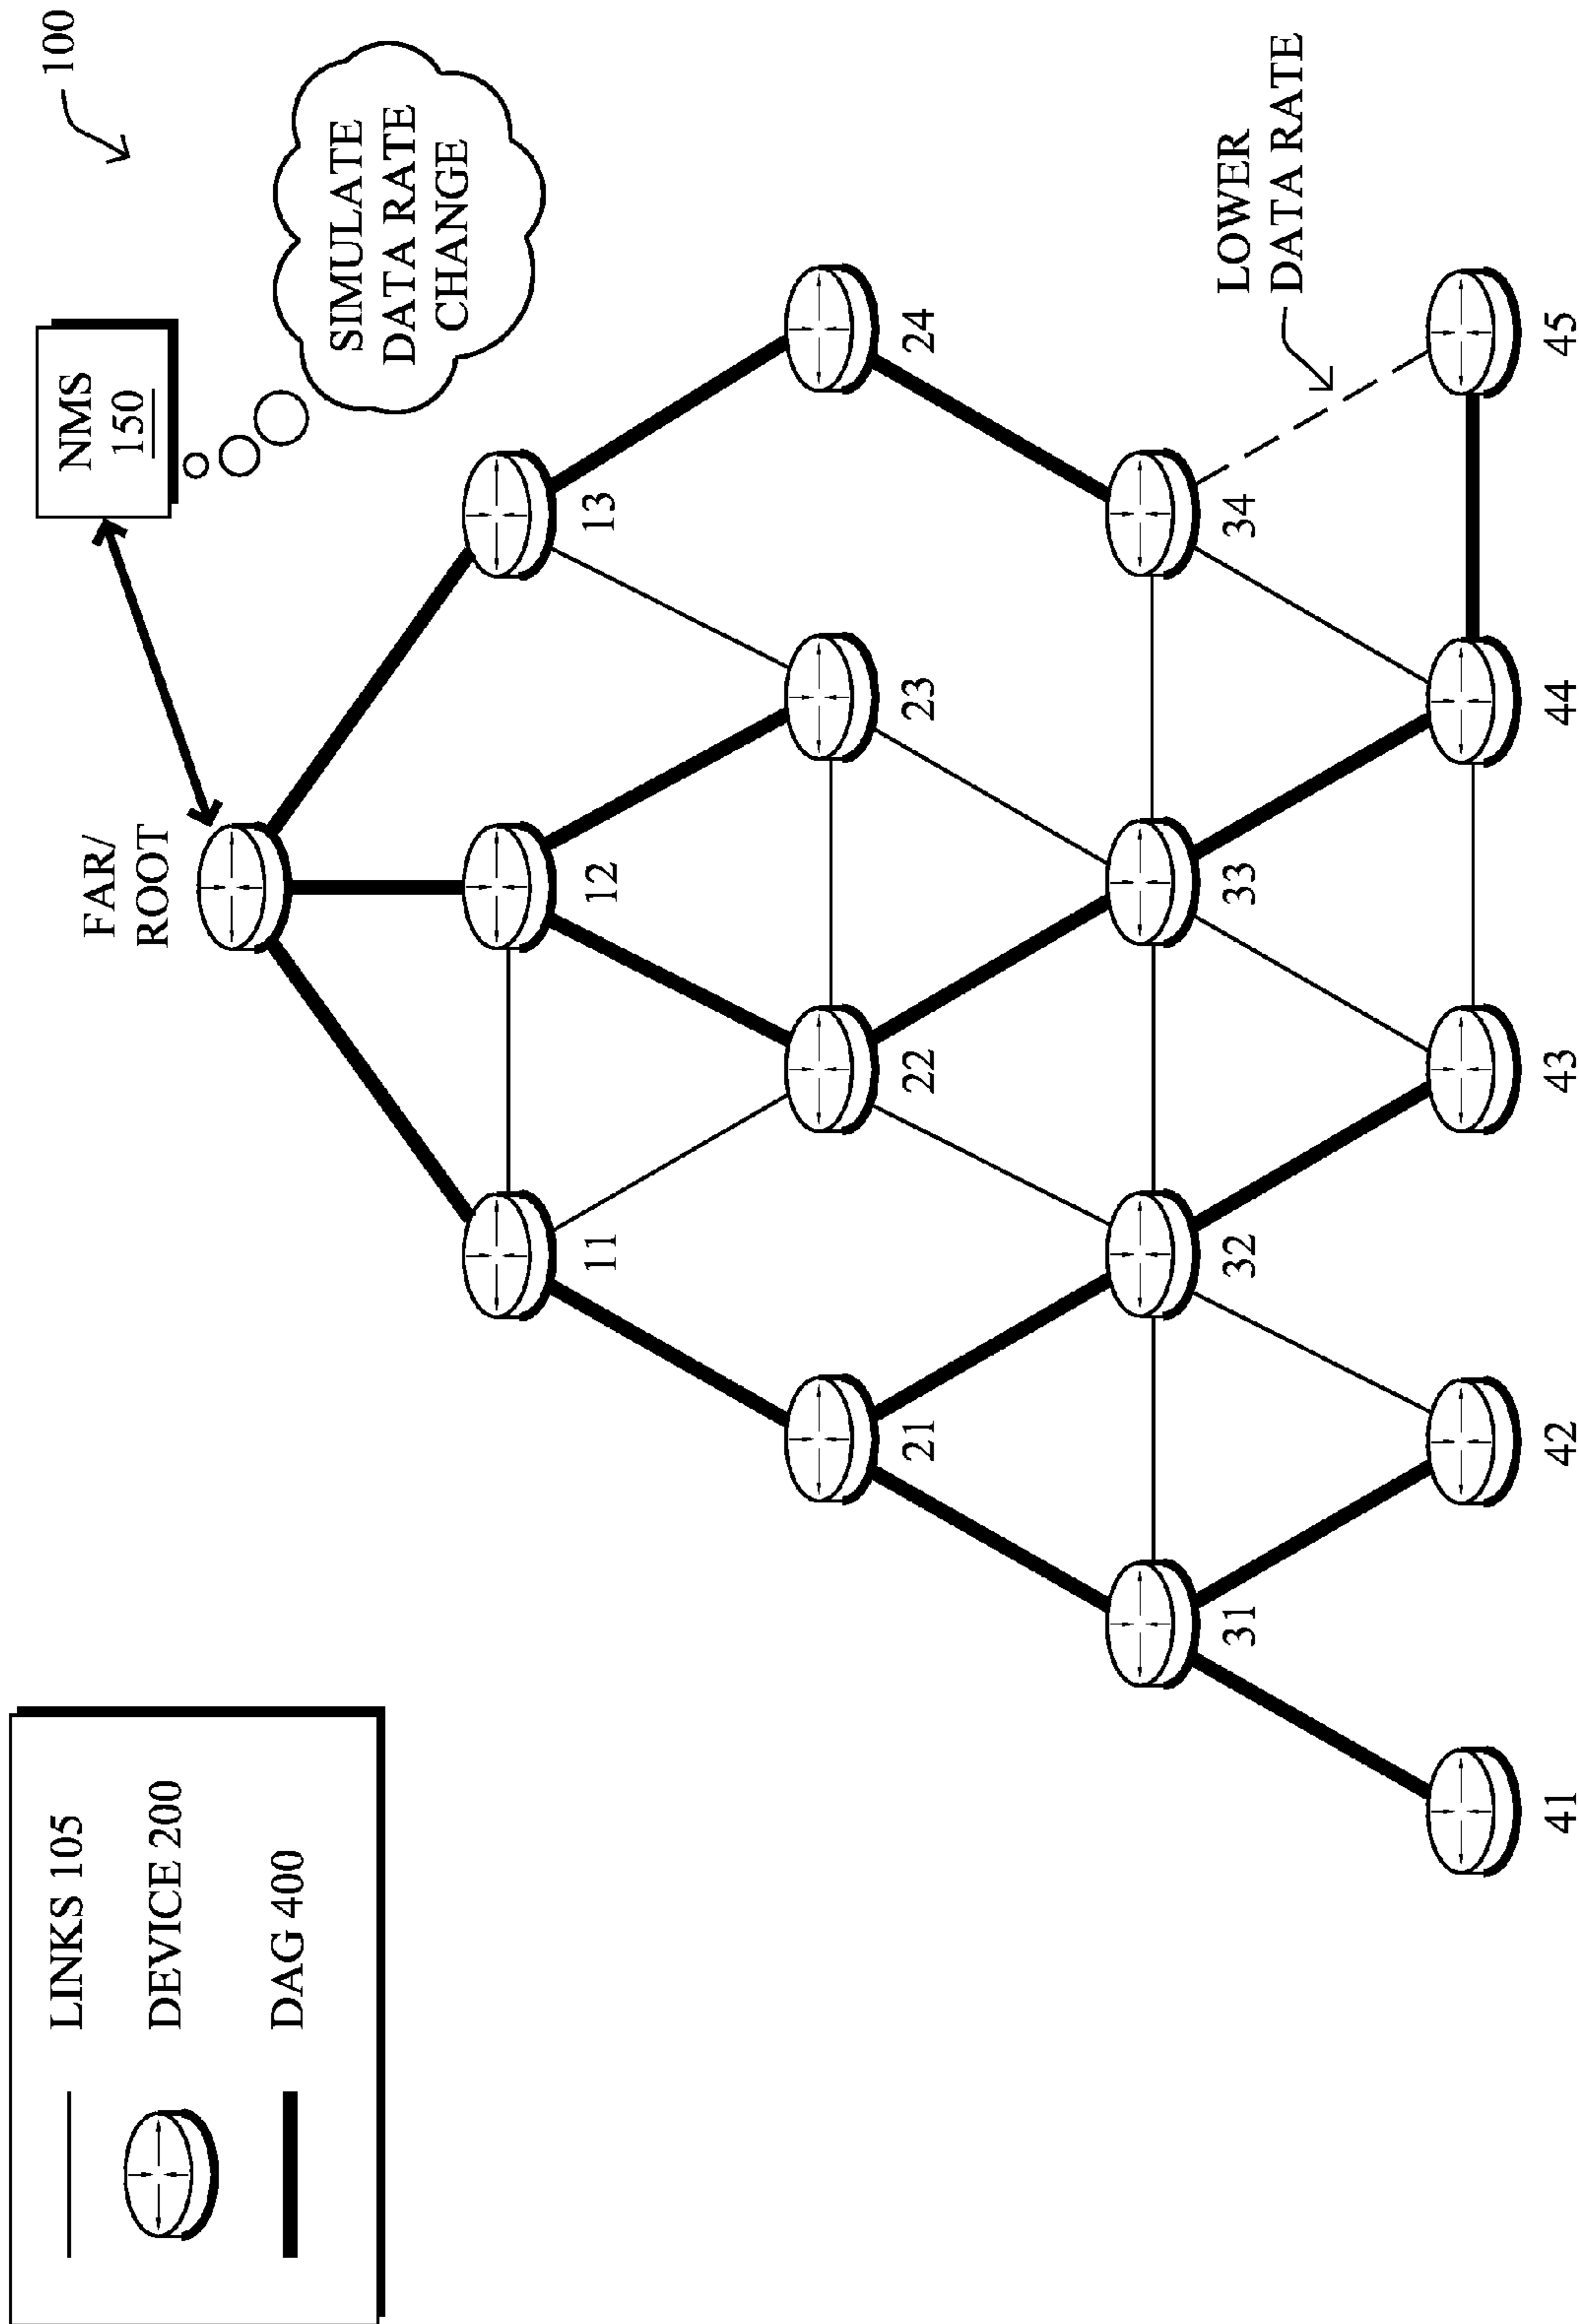 100
NMS
150
SIMULATE
DATA RATE
CHANGE
FAR/
ROOT
11
12
13
21
22
23
24
31
32
33
34
LOWER
DATA RATE
41
42
43
44
45
LINKS 105
DEVICE 200
DAG 400